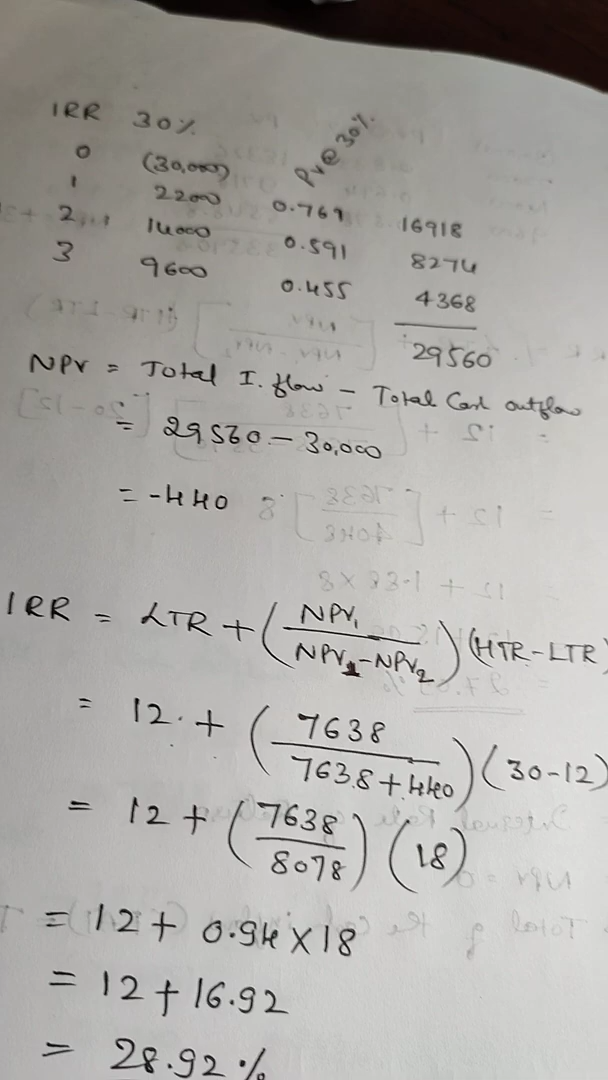 IRR 30% PV@30%
0 (30,000)
1 22000 0.769 16918
2 14000 0.591 8274
3 9600 0.455 4368
29560
NPV = Total I. flow - Total Cash outflow
= 29560 - 30,000
= -440
IRR = LTR + (NPV1 / NPV1 - NPV2) (HTR - LTR)
= 12 + (7638 / 7638 + 440) (30-12)
= 12 + (7638 / 8078) (18)
= 12 + 0.94 x 18
= 12 + 16.92
= 28.92 %